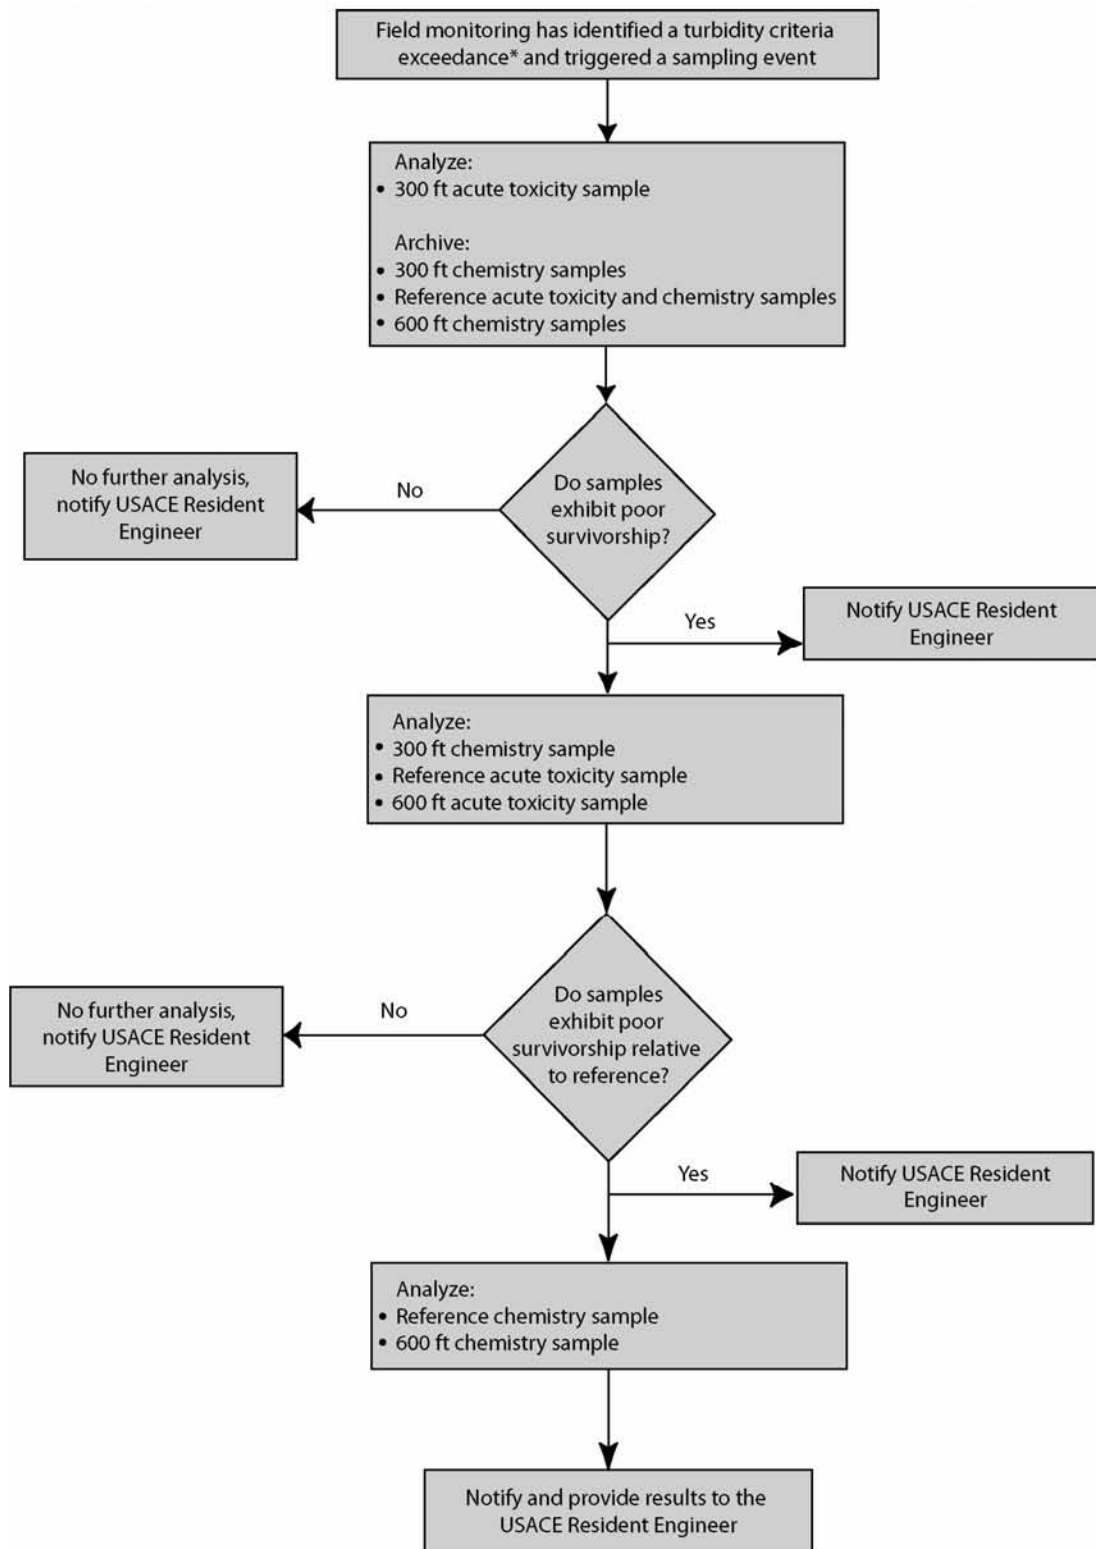 Field monitoring has identified a turbidity criteria
exceedance* and triggered a sampling event
Analyze:
• 300 ft acute toxicity sample
Archive:
• 300 ft chemistry samples
• Reference acute toxicity and chemistry samples
• 600 ft chemistry samples
Do samples
exhibit poor
survivorship?
No
No further analysis,
notify USACE Resident
Engineer
Yes
Notify USACE Resident
Engineer
Analyze:
• 300 ft chemistry sample
• Reference acute toxicity sample
• 600 ft acute toxicity sample
Do samples
exhibit poor
survivorship relative
to reference?
No
No further analysis,
notify USACE Resident
Engineer
Yes
Notify USACE Resident
Engineer
Analyze:
• Reference chemistry sample
• 600 ft chemistry sample
Notify and provide results to the
USACE Resident Engineer